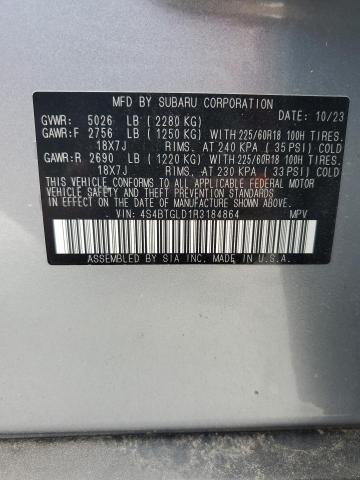 MFD BY SUBARU CORPORATION
GVWR: 5026 LB (2280 KG) DATE: 10/23
GAWR:F 2756 LB (1250 KG) WITH 225/60R18 100H TIRES.
18X7J RIMS. AT 240 KPA ( 35 PSI) COLD
GAWR:R 2690 LB (1220 KG) WITH 225/60R18 100H TIRES.
18X7J RIMS. AT 230 KPA ( 33 PSI) COLD
THIS VEHICLE CONFORMS TO ALL APPLICABLE FEDERAL MOTOR
VEHICLE SAFETY AND THEFT PREVENTION STANDARDS
IN EFFECT ON THE DATE OF MANUFACTURE SHOWN ABOVE.
VIN: 4S4BTGLD1R3184864 MPV
ASSEMBLED BY SIA INC. MADE IN U.S.A.